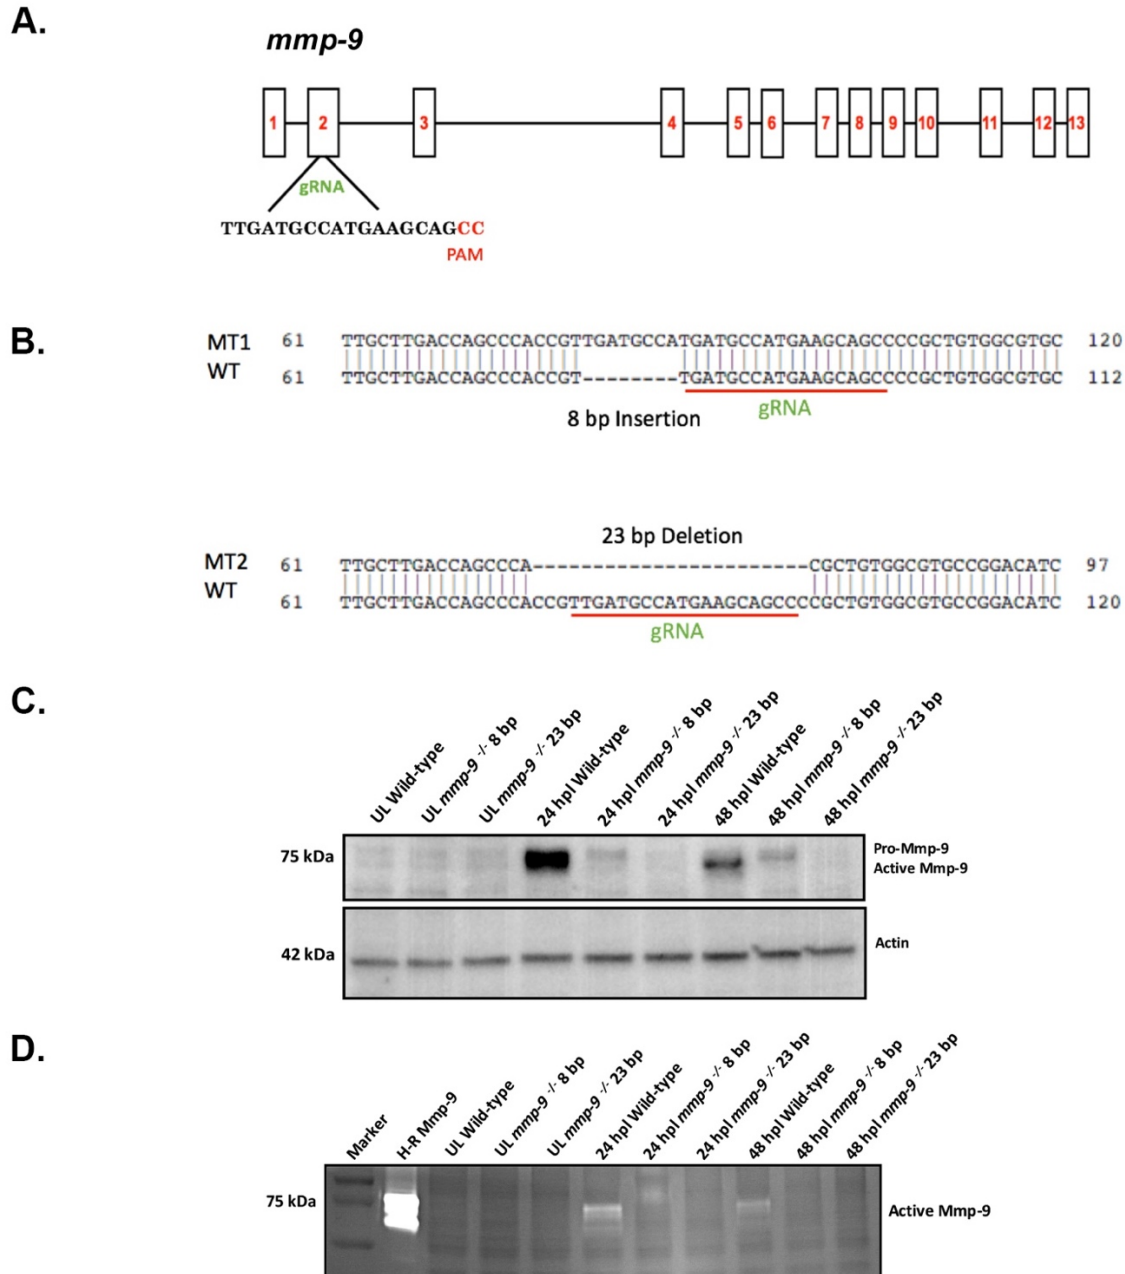 A.
mmp-9
1 2 3 4 5 6 7 8 9 10 11 12 13
gRNA
TTGATGCCATGAAGCAGCC
PAM
B.
MT1 61 TTGCTTGACCAGCCCACCGTTGATGCCATGATGCCATGAAGCAGCCCCGCTGTGGCGTGC 120
WT 61 TTGCTTGACCAGCCCACCGT--------TGATGCCATGAAGCAGCCCCGCTGTGGCGTGC 112
8 bp Insertion
gRNA
23 bp Deletion
MT2 61 TTGCTTGACCAGCCCA-----------------------CGCTGTGGCGTGCCGGACATC 97
WT 61 TTGCTTGACCAGCCCACCGTTGATGCCATGAAGCAGCCCCGCTGTGGCGTGCCGGACATC 120
gRNA
C.
UL Wild-type
UL mmp-9 -/- 8 bp
UL mmp-9 -/- 23 bp
24 hpl Wild-type
24 hpl mmp-9 -/- 8 bp
24 hpl mmp-9 -/- 23 bp
48 hpl Wild-type
48 hpl mmp-9 -/- 8 bp
48 hpl mmp-9 -/- 23 bp
75 kDa
Pro-Mmp-9
Active Mmp-9
42 kDa
Actin
D.
Marker
H-R Mmp-9
UL Wild-type
UL mmp-9 -/- 8 bp
UL mmp-9 -/- 23 bp
24 hpl Wild-type
24 hpl mmp-9 -/- 8 bp
24 hpl mmp-9 -/- 23 bp
48 hpl Wild-type
48 hpl mmp-9 -/- 8 bp
48 hpl mmp-9 -/- 23 bp
75 kDa
Active Mmp-9